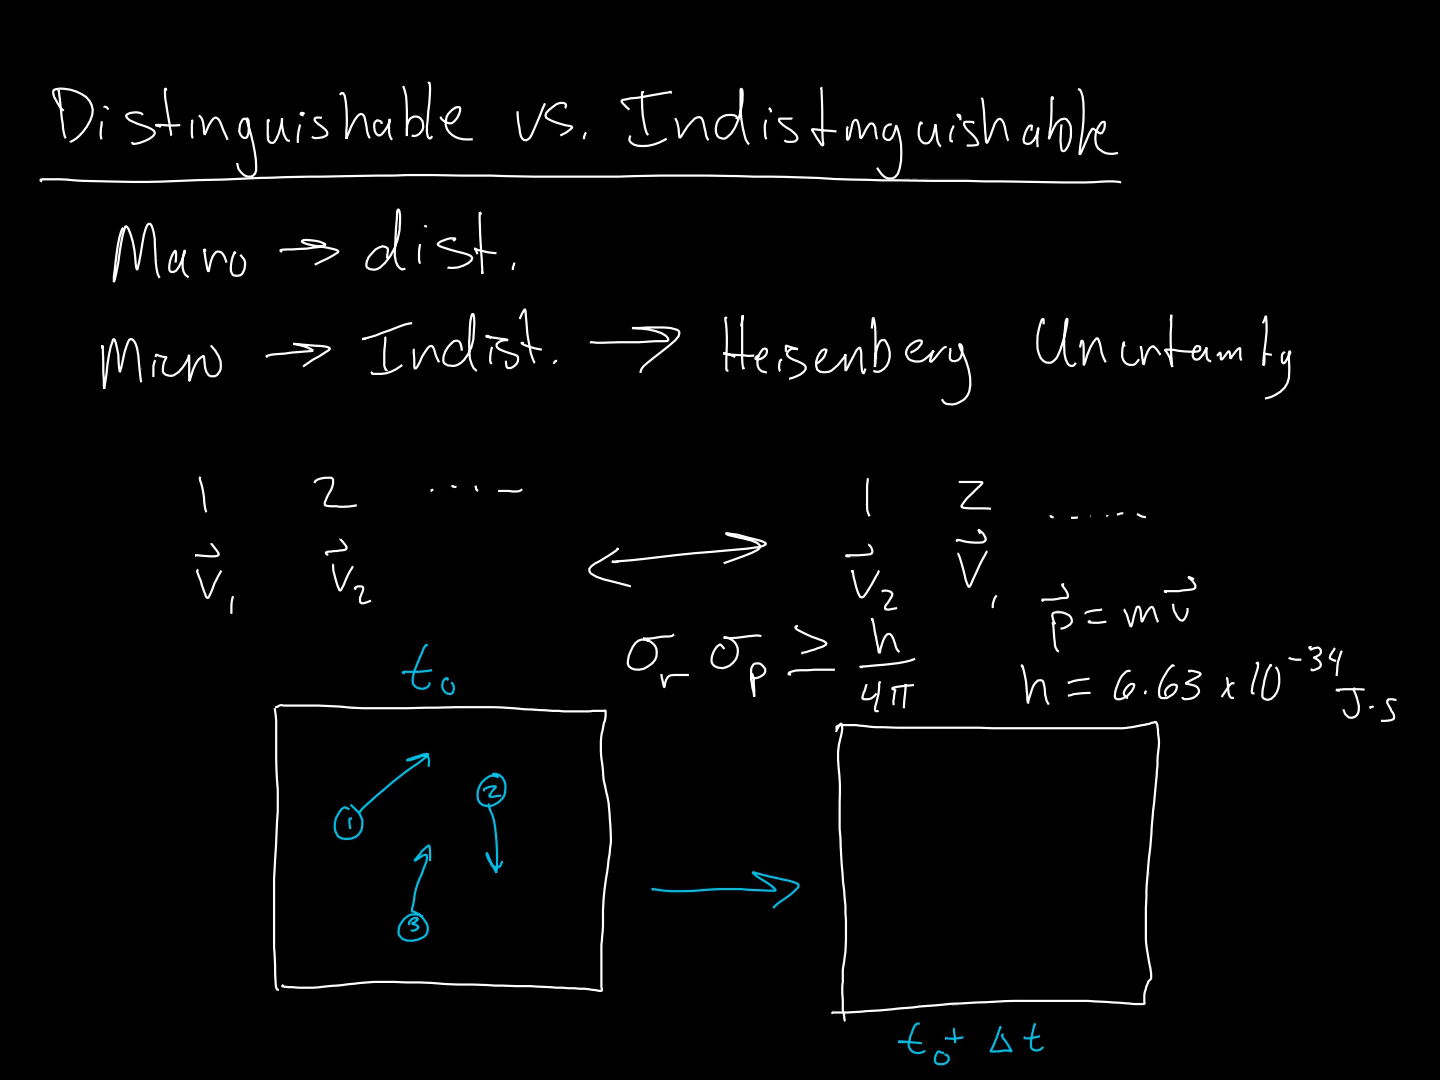 Distinguishable vs. Indistinguishable
Macro → dist.
Micro → Indist. → Heisenberg Uncertainty
1 2 ···· ⟷ 1 2 ······
v⃗₁ v⃗₂ v⃗₂ v⃗₁
p⃗ = mv⃗
σᵣ σₚ ≥ h/4π
h = 6.63 x 10⁻³⁴ J·s
t₀
1 2 3
→
t₀ + Δt